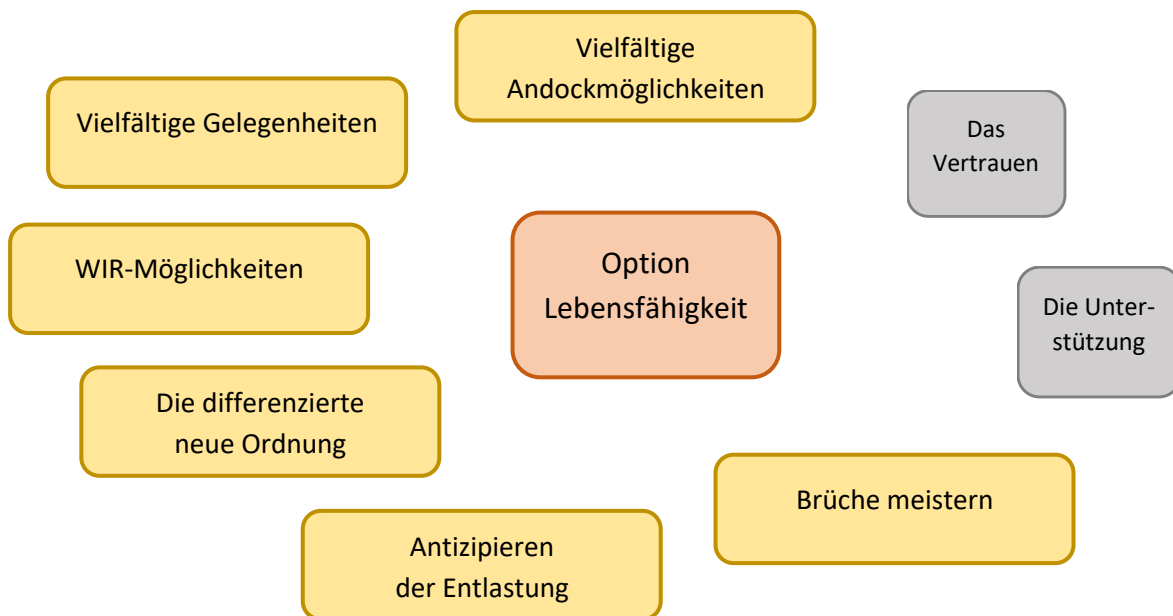 Vielfältige
Andockmöglichkeiten
Vielfältige Gelegenheiten
Das
Vertrauen
WIR-Möglichkeiten
Option
Lebensfähigkeit
Die Unter-
stützung
Die differenzierte
neue Ordnung
Brüche meistern
Antizipieren
der Entlastung